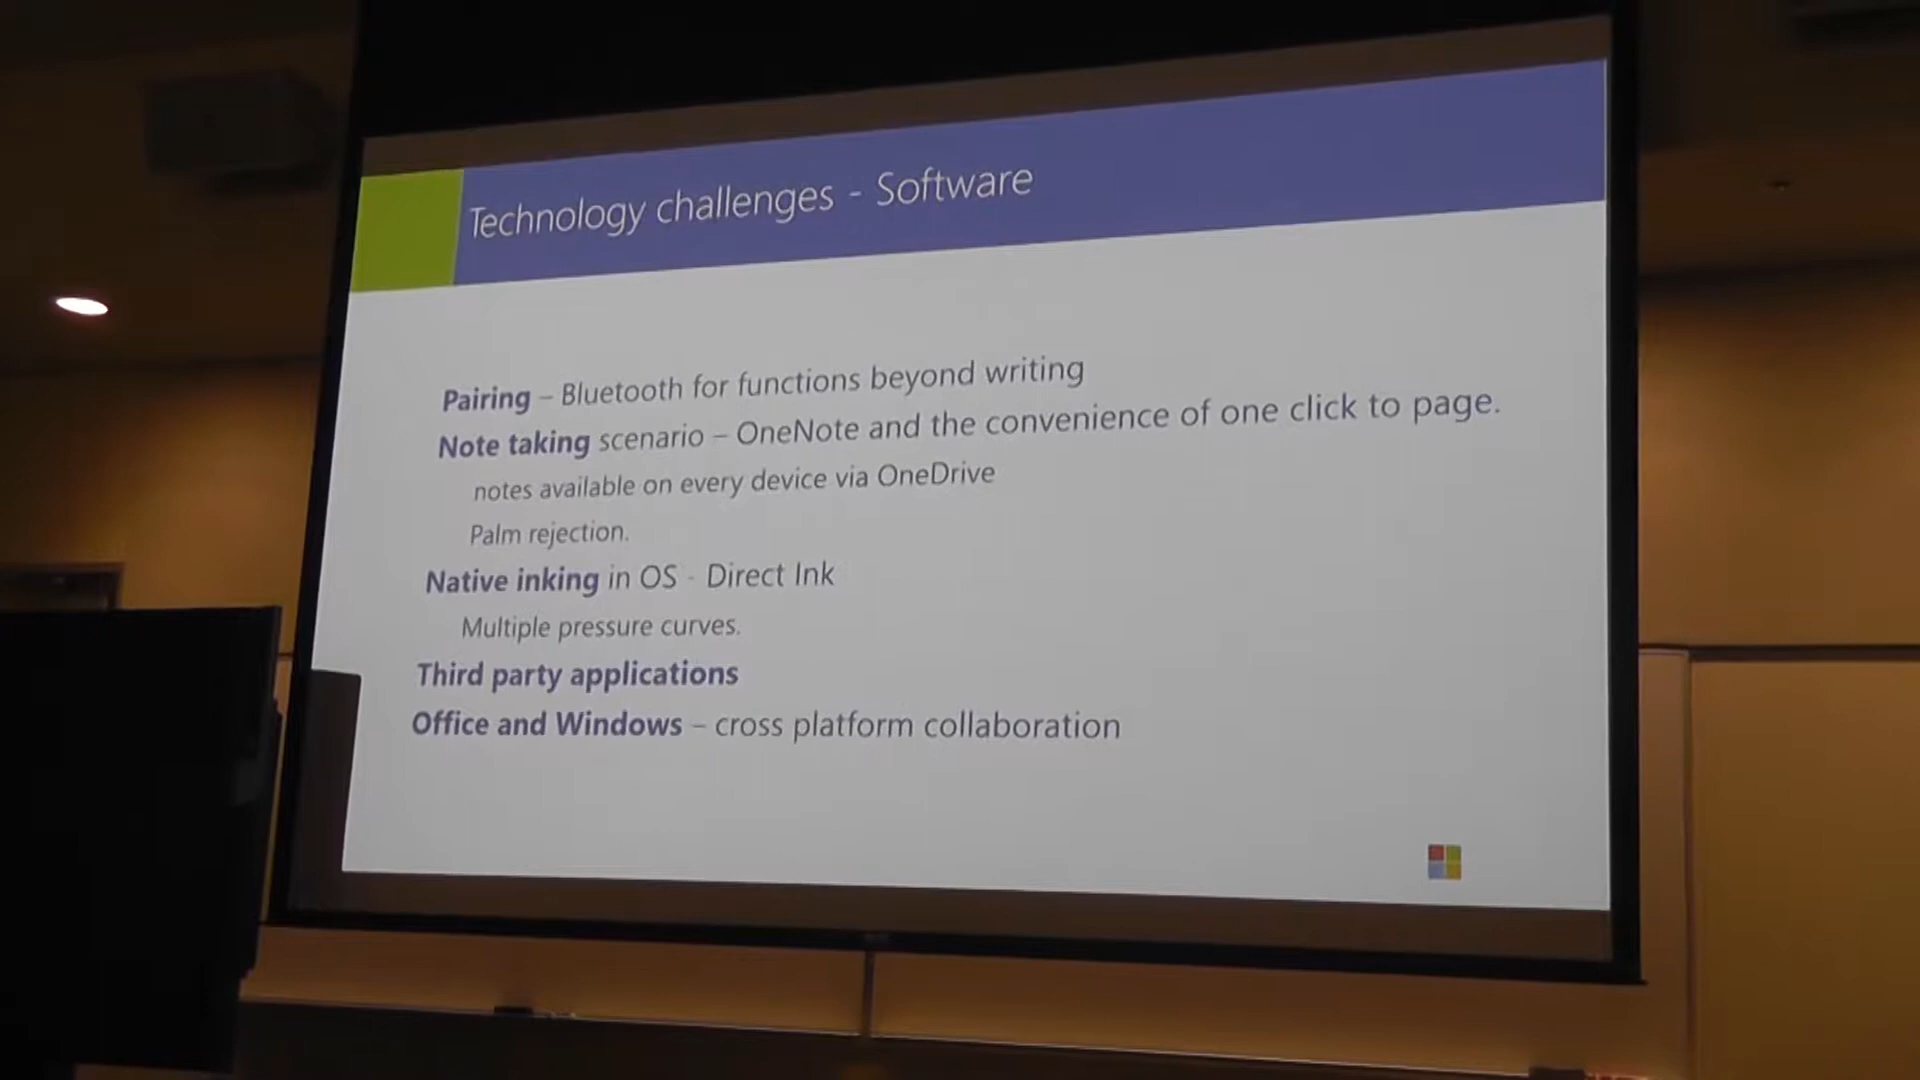 Technology challenges - Software
Pairing – Bluetooth for functions beyond writing
Note taking scenario – OneNote and the convenience of one click to page.
notes available on every device via OneDrive
Palm rejection.
Native inking in OS - Direct Ink
Multiple pressure curves.
Third party applications
Office and Windows – cross platform collaboration